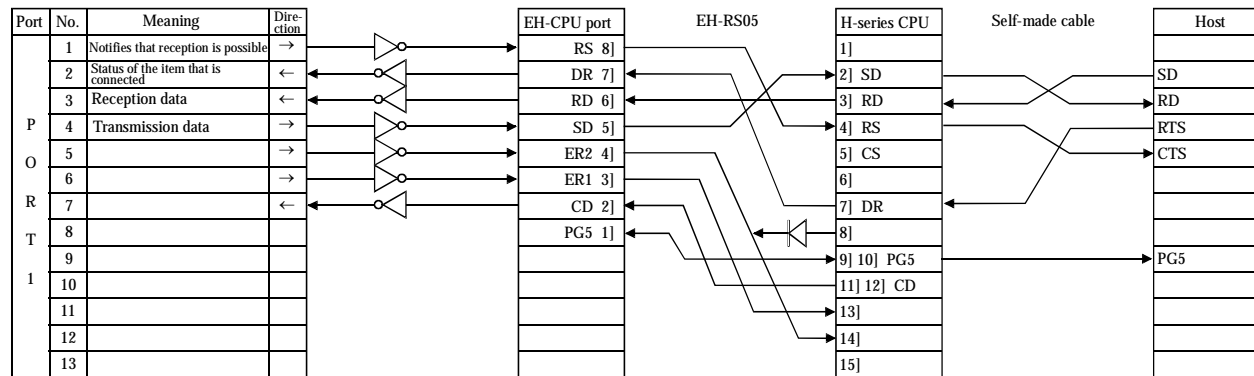 Port No. Meaning Dire-ction EH-CPU port EH-RS05 H-series CPU Self-made cable Host
1 Notifies that reception is possible → RS 8] 1]
2 Status of the item that is connected ← DR 7] 2] SD SD
3 Reception data ← RD 6] 3] RD RD
P 4 Transmission data → SD 5] 4] RS RTS
O 5 → ER2 4] 5] CS CTS
6 → ER1 3] 6]
R 7 ← CD 2] 7] DR
T 8 PG5 1] 8]
9 9] 10] PG5 PG5
1 10 11] 12] CD
11 13]
12 14]
13 15]